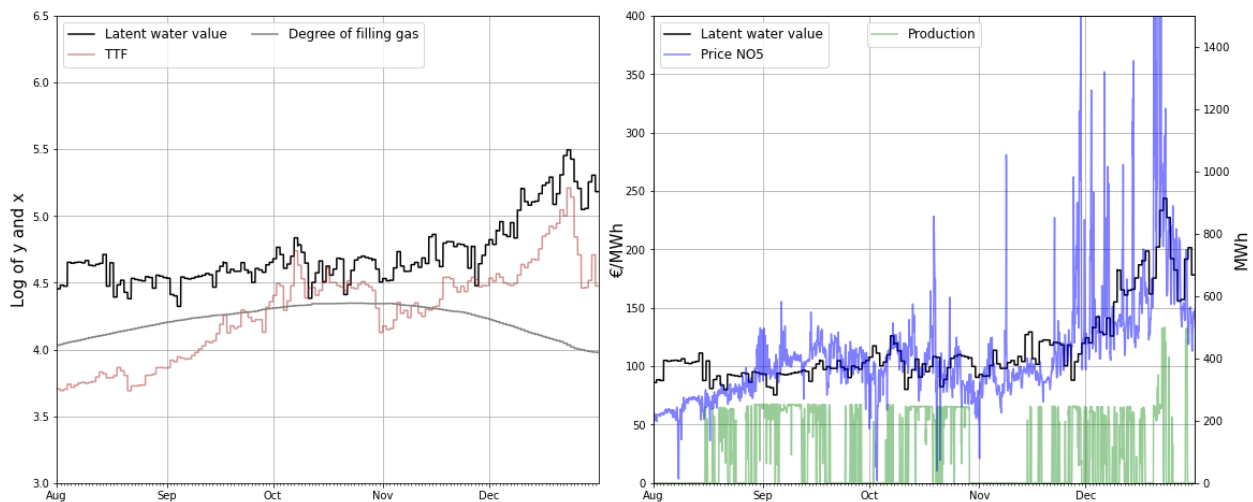 6.5
6.0
5.5
5.0
4.5
4.0
3.5
3.0
Log of y and x
Latent water value
TTF
Degree of filling gas
Aug
Sep
Oct
Nov
Dec
400
350
300
250
200
150
100
50
0
€/MWh
Latent water value
Price NO5
Production
1400
1200
1000
800
600
400
200
0
MWh
Aug
Sep
Oct
Nov
Dec